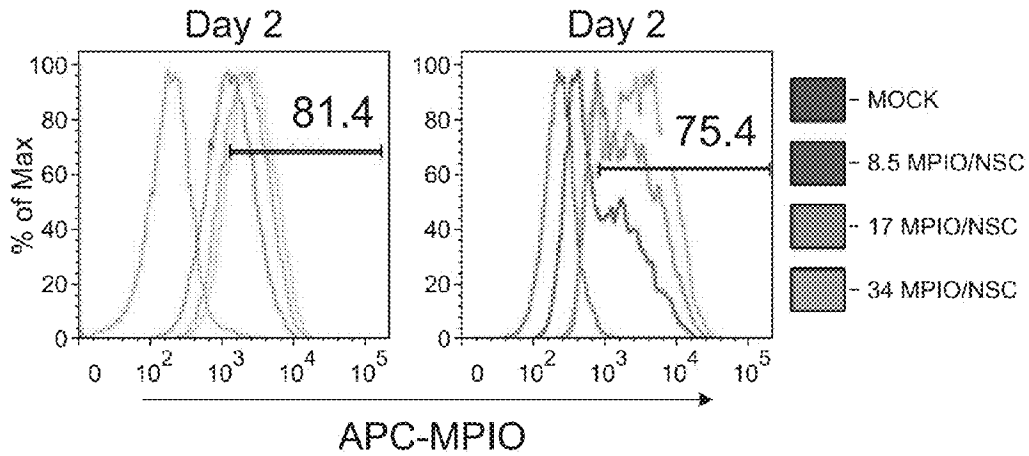 Day 2
Day 2
% of Max
100
80
60
40
20
0
81.4
0 10^2 10^3 10^4 10^5
100
80
60
40
20
0
75.4
0 10^2 10^3 10^4 10^5
APC-MPIO
MOCK
8.5 MPIO/NSC
17 MPIO/NSC
34 MPIO/NSC